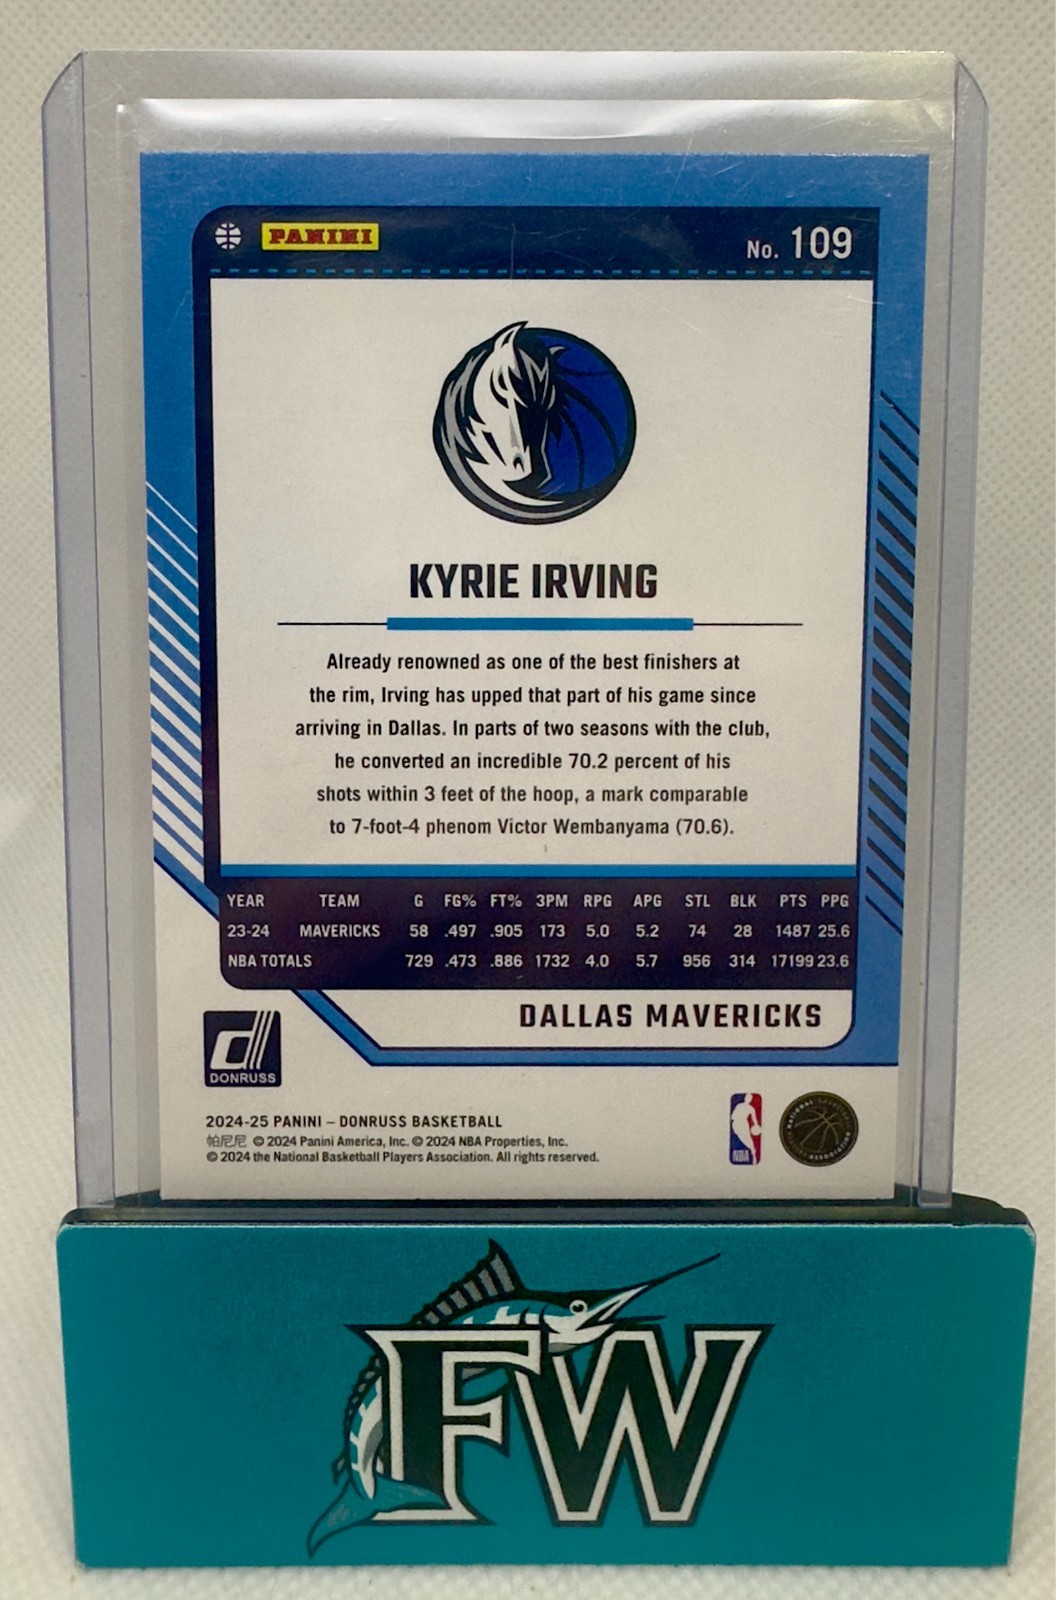 PANINI
No. 109
KYRIE IRVING
Already renowned as one of the best finishers at
the rim, Irving has upped that part of his game since
arriving in Dallas. In parts of two seasons with the club,
he converted an incredible 70.2 percent of his
shots within 3 feet of the hoop, a mark comparable
to 7-foot-4 phenom Victor Wembanyama (70.6).
YEAR TEAM G FG% FT% 3PM RPG APG STL BLK PTS PPG
23-24 MAVERICKS 58 .497 .905 173 5.0 5.2 74 28 1487 25.6
NBA TOTALS 729 .473 .886 1732 4.0 5.7 956 314 17199 23.6
DALLAS MAVERICKS
d
DONRUSS
2024-25 PANINI – DONRUSS BASKETBALL
帕尼尼 © 2024 Panini America, Inc. © 2024 NBA Properties, Inc.
© 2024 the National Basketball Players Association. All rights reserved.
NBA
NATIONAL BASKETBALL PLAYERS ASSOCIATION
FW